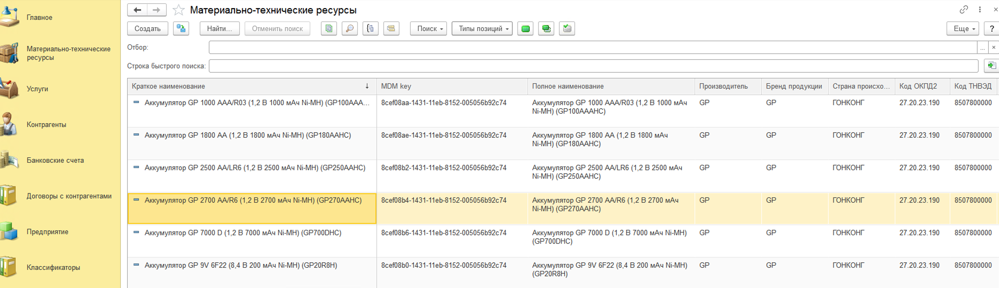 Главное
Материально-технические
ресурсы
Услуги
Контрагенты
Банковские счета
Договоры с контрагентами
Предприятие
Классификаторы
Материально-технические ресурсы
Создать Найти... Отменить поиск Поиск Типы позиций Еще ?
Отбор: ... ×
Строка быстрого поиска:
Краткое наименование ↓ MDM key Полное наименование Производитель Бренд продукции Страна происхо... Код ОКПД2 Код ТНВЭД
Аккумулятор GP 1000 AAA/R03 (1,2 В 1000 мАч Ni-MH) (GP100AAA... 8cef08aa-1431-11eb-8152-005056b92c74 Аккумулятор GP 1000 AAA/R03 (1,2 В 1000 мАч GP GP ГОНКОНГ 27.20.23.190 8507800000
Ni-MH) (GP100AAAHC)
Аккумулятор GP 1800 AA (1,2 В 1800 мАч Ni-MH) (GP180AAHC) 8cef08ae-1431-11eb-8152-005056b92c74 Аккумулятор GP 1800 AA (1,2 В 1800 мАч GP GP ГОНКОНГ 27.20.23.190 8507800000
Ni-MH) (GP180AAHC)
Аккумулятор GP 2500 AA/LR6 (1,2 В 2500 мАч Ni-MH) (GP250AAHC) 8cef08b2-1431-11eb-8152-005056b92c74 Аккумулятор GP 2500 AA/LR6 (1,2 В 2500 мАч GP GP ГОНКОНГ 27.20.23.190 8507800000
Ni-MH) (GP250AAHC)
Аккумулятор GP 2700 AA/R6 (1,2 В 2700 мАч Ni-MH) (GP270AAHC) 8cef08b4-1431-11eb-8152-005056b92c74 Аккумулятор GP 2700 AA/R6 (1,2 В 2700 мАч GP GP ГОНКОНГ 27.20.23.190 8507800000
Ni-MH) (GP270AAHC)
Аккумулятор GP 7000 D (1,2 В 7000 мАч Ni-MH) (GP700DHC) 8cef08b6-1431-11eb-8152-005056b92c74 Аккумулятор GP 7000 D (1,2 В 7000 мАч Ni-MH) GP GP ГОНКОНГ 27.20.23.190 8507800000
(GP700DHC)
Аккумулятор GP 9V 6F22 (8,4 В 200 мАч Ni-MH) (GP20R8H) 8cef08b0-1431-11eb-8152-005056b92c74 Аккумулятор GP 9V 6F22 (8,4 В 200 мАч Ni-MH) GP GP ГОНКОНГ 27.20.23.190 8507800000
(GP20R8H)